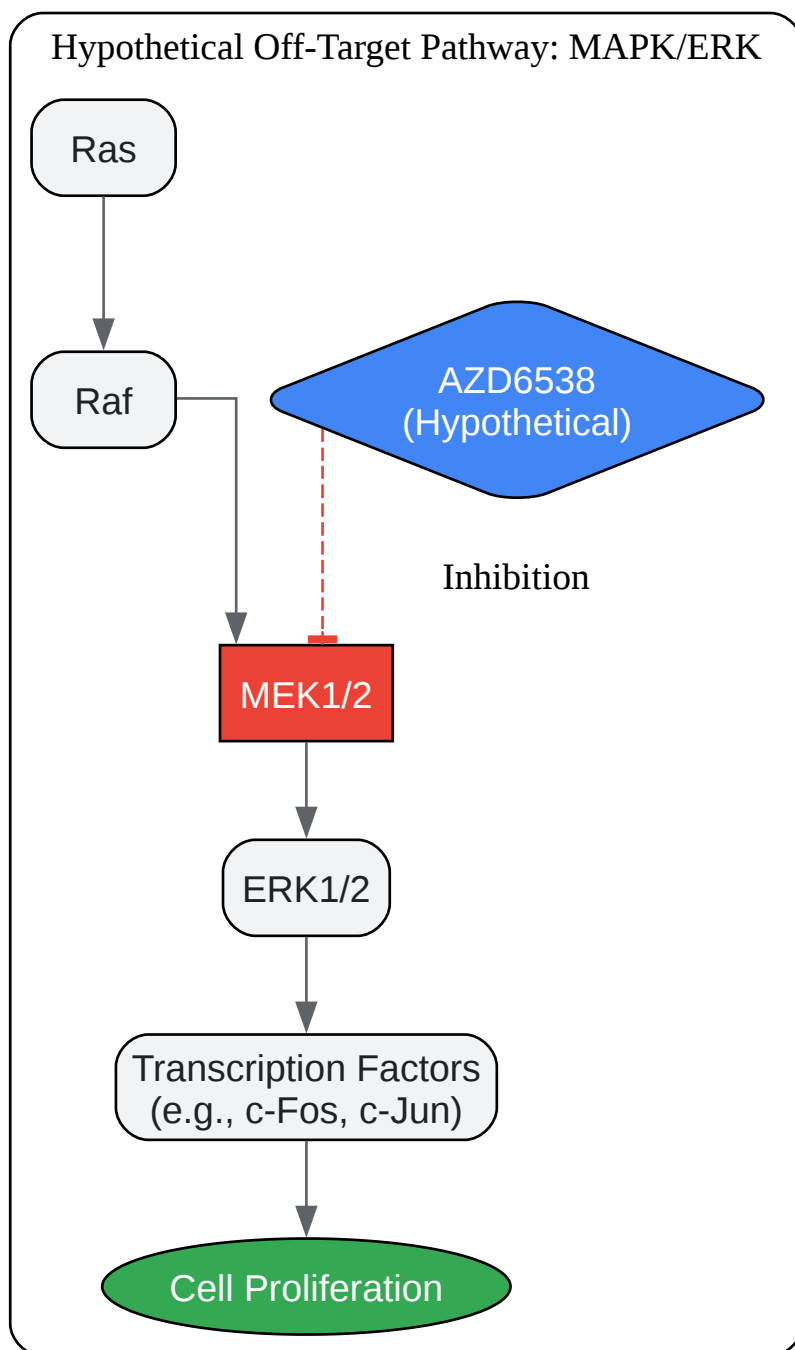 Hypothetical Off-Target Pathway: MAPK/ERK
Ras
Raf
AZD6538
(Hypothetical)
Inhibition
MEK1/2
ERK1/2
Transcription Factors
(e.g., c-Fos, c-Jun)
Cell Proliferation